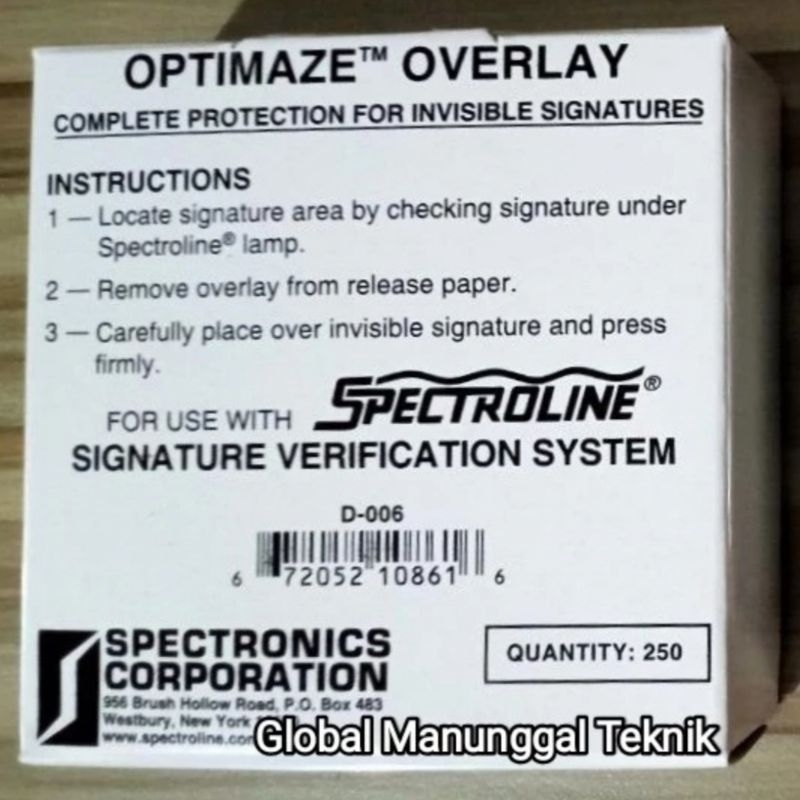 OPTIMAZE™ OVERLAY
COMPLETE PROTECTION FOR INVISIBLE SIGNATURES
INSTRUCTIONS
1 — Locate signature area by checking signature under
Spectroline® lamp.
2 — Remove overlay from release paper.
3 — Carefully place over invisible signature and press
firmly.
FOR USE WITH SPECTROLINE®
SIGNATURE VERIFICATION SYSTEM
D-006
6 72052 10861 6
SPECTRONICS
CORPORATION
QUANTITY: 250
956 Brush Hollow Road, P.O. Box 483
Westbury, New York
www.spectroline.com
Global Manunggal Teknik